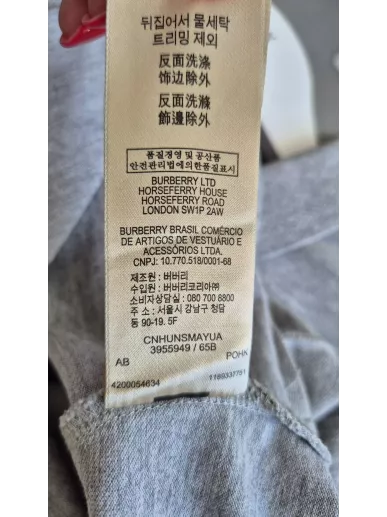 뒤집어서 물세탁
트리밍 제외
反面洗涤
饰边除外
反面洗滌
飾邊除外
품질경영 및 공산품
안전관리법에의한품질표시
BURBERRY LTD
HORSEFERRY HOUSE
HORSEFERRY ROAD
LONDON SW1P 2AW
BURBERRY BRASIL COMÉRCIO
DE ARTIGOS DE VESTUÁRIO E
ACESSÓRIOS LTDA.
CNPJ: 10.770.518/0001-68
제조원 : 버버리
수입원 : 버버리코리아㈜
소비자상담실 : 080 700 8800
주 소 : 서울시 강남구 청담
동 90-19. 5F
CNHUNSMAYUA
3955949 / 65B
AB POHK
4200054634 1189337761